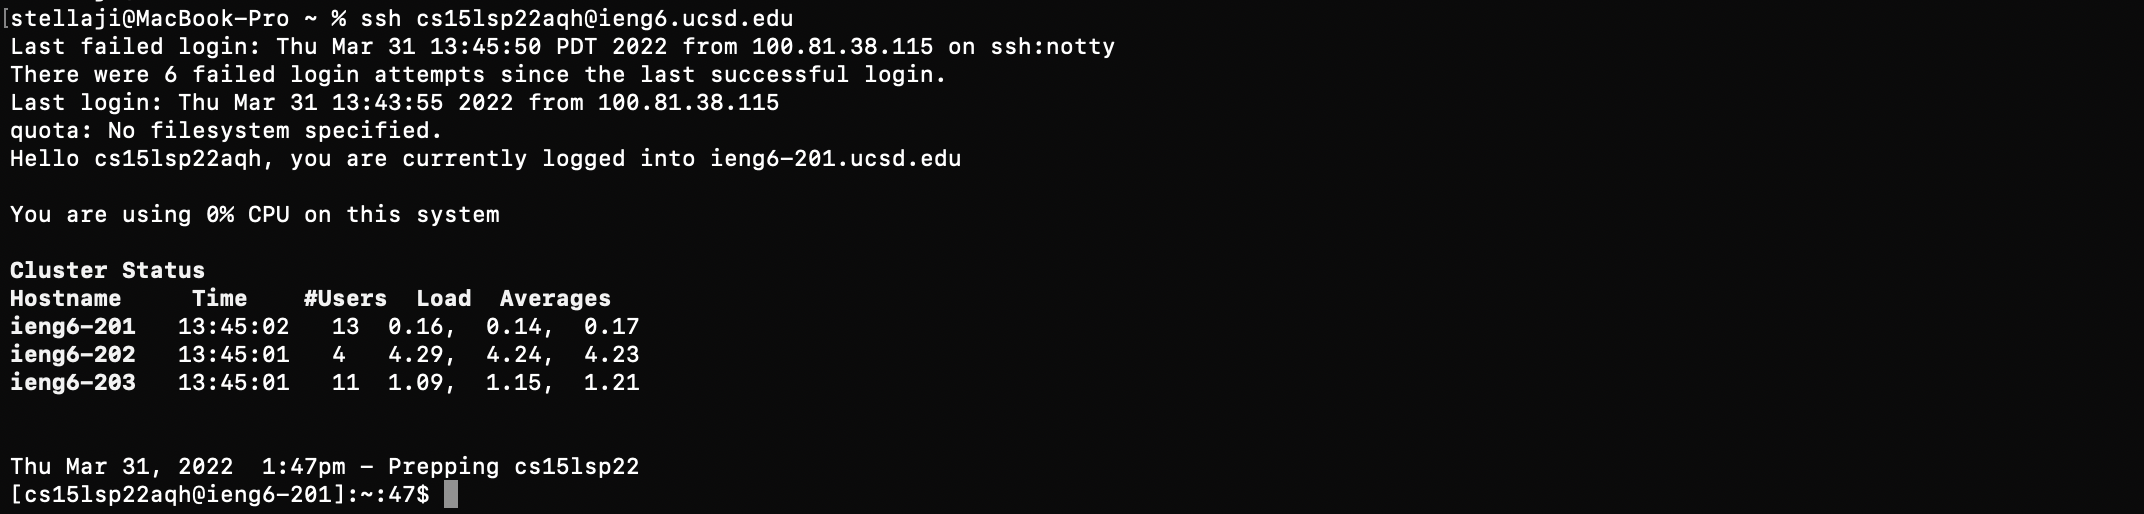 [stellaji@MacBook-Pro ~ % ssh cs15lsp22aqh@ieng6.ucsd.edu
Last failed login: Thu Mar 31 13:45:50 PDT 2022 from 100.81.38.115 on ssh:notty
There were 6 failed login attempts since the last successful login.
Last login: Thu Mar 31 13:43:55 2022 from 100.81.38.115
quota: No filesystem specified.
Hello cs15lsp22aqh, you are currently logged into ieng6-201.ucsd.edu
You are using 0% CPU on this system
Cluster Status
Hostname     Time    #Users  Load  Averages
ieng6-201   13:45:02   13  0.16,  0.14,  0.17
ieng6-202   13:45:01   4   4.29,  4.24,  4.23
ieng6-203   13:45:01   11  1.09,  1.15,  1.21
Thu Mar 31, 2022  1:47pm - Prepping cs15lsp22
[cs15lsp22aqh@ieng6-201]:~:47$